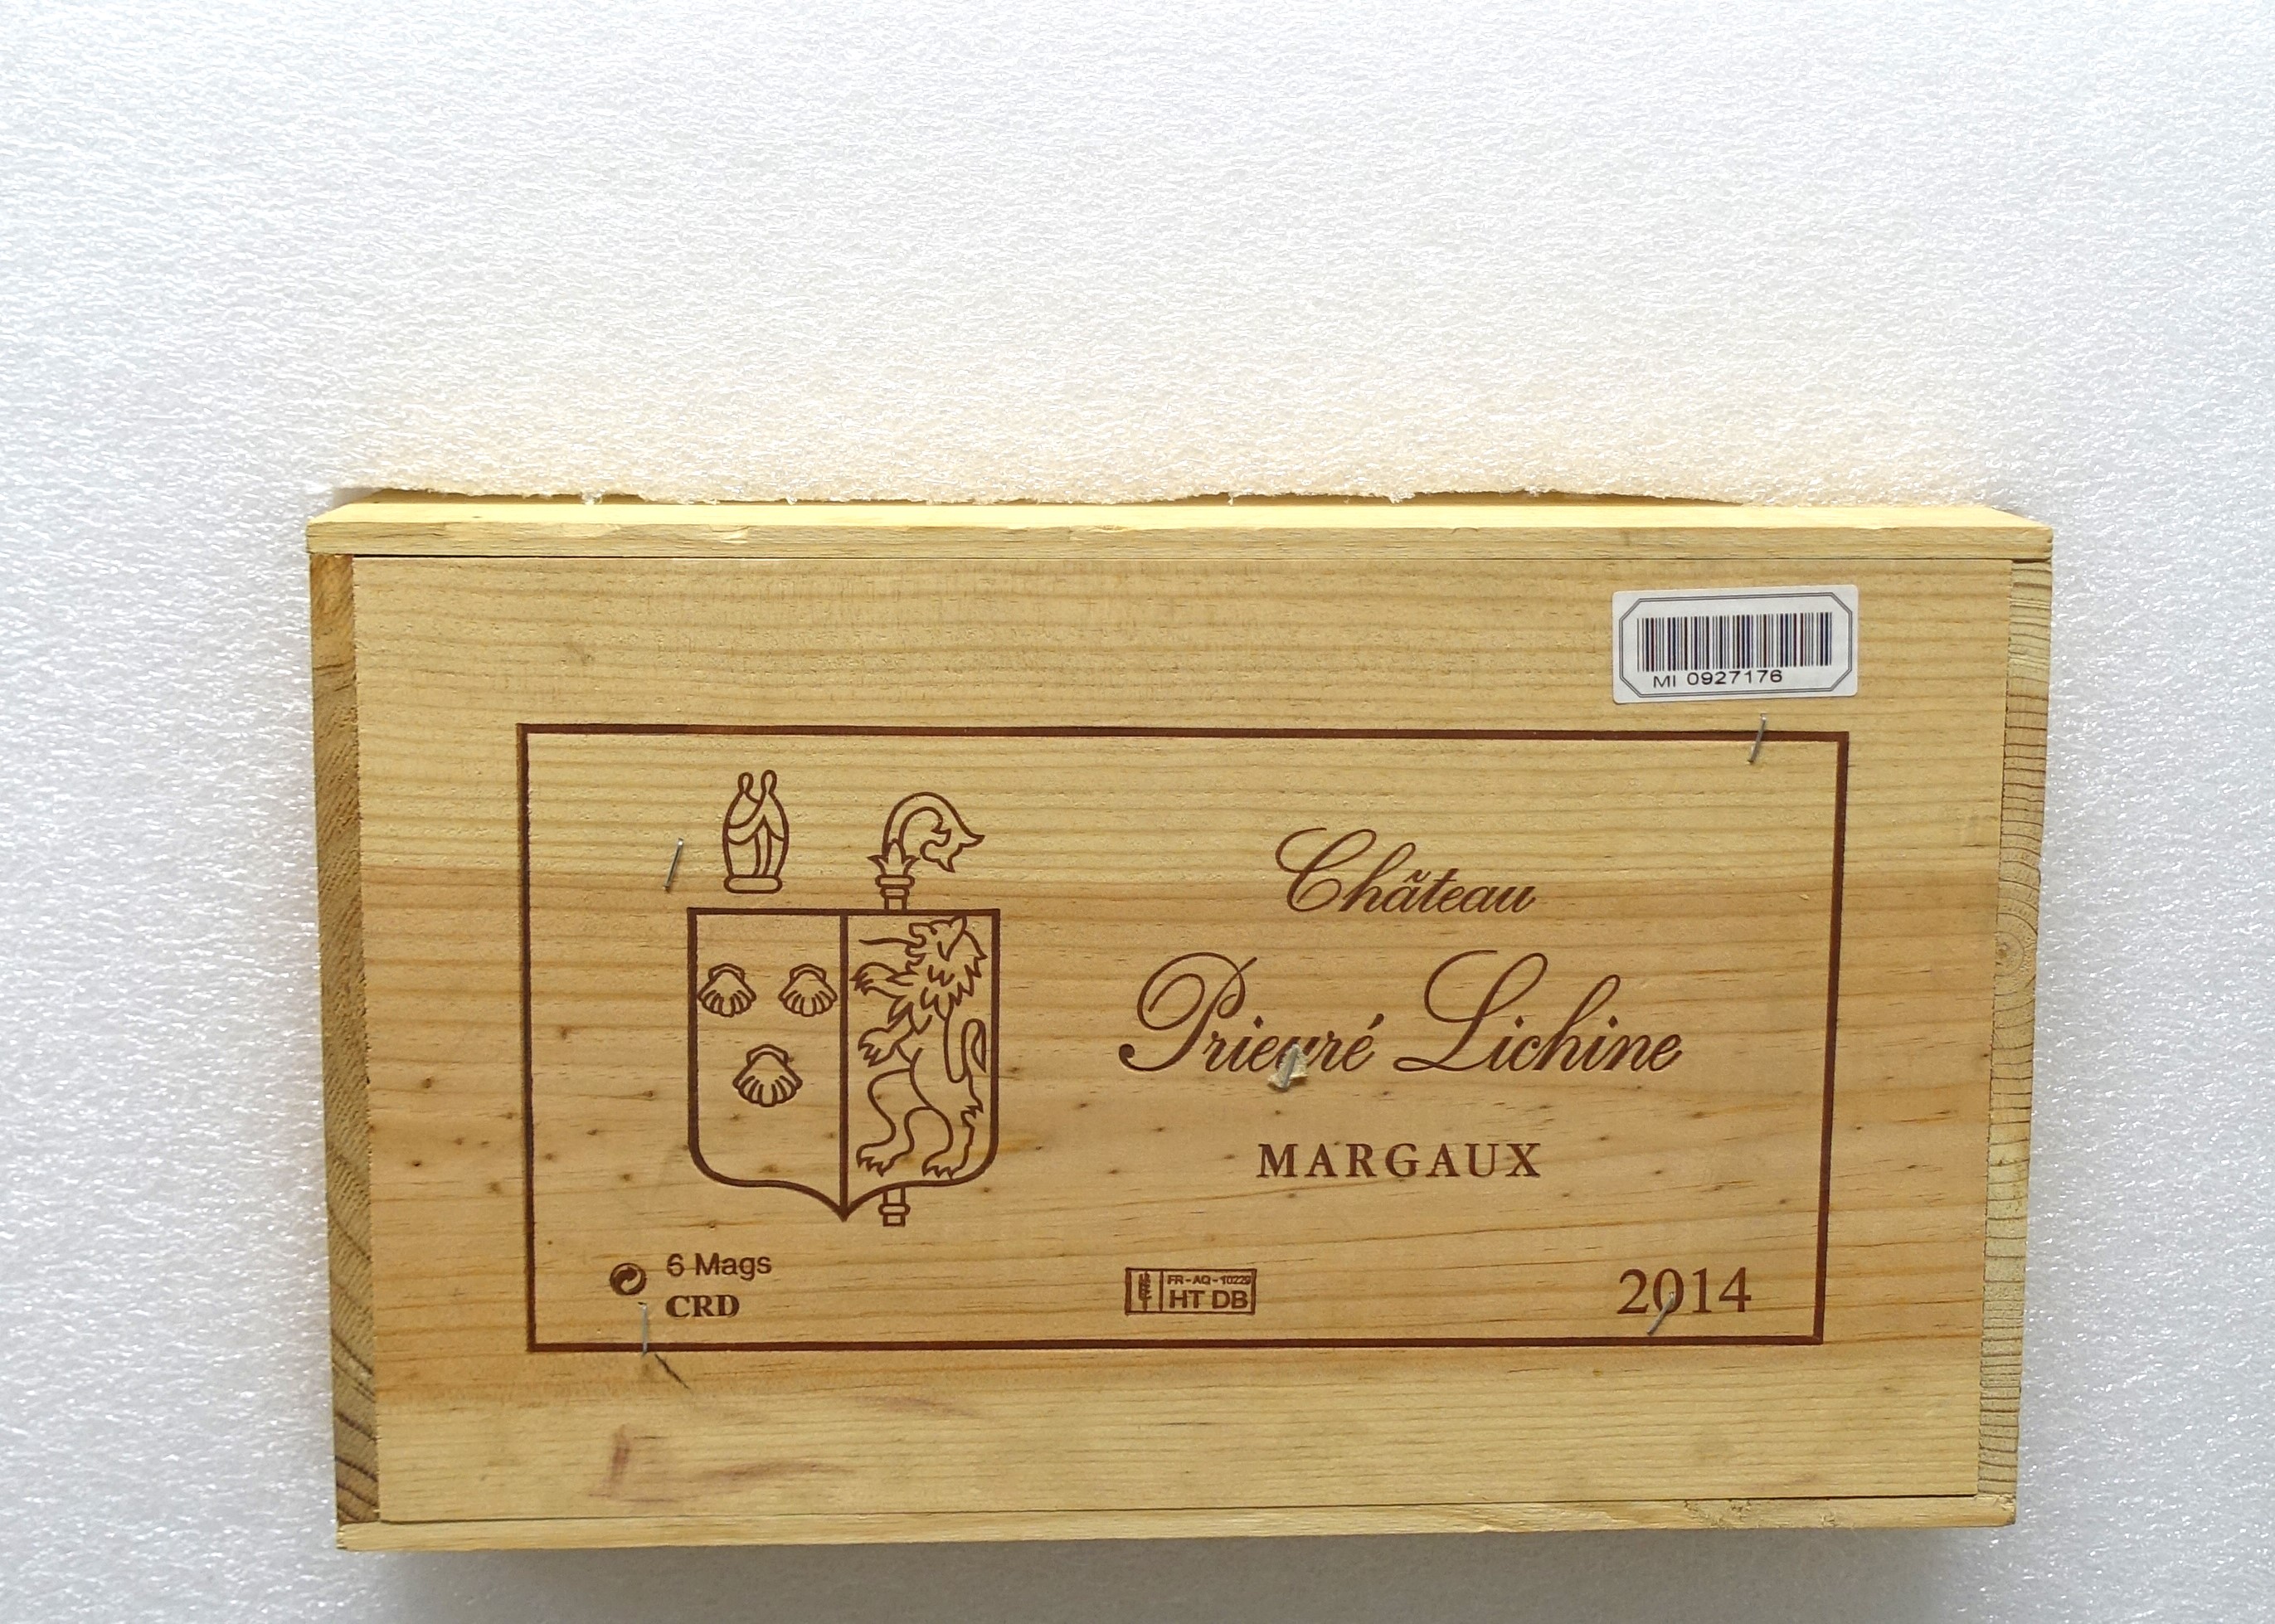 MI 0927176
Château
Prieuré Lichine
MARGAUX
6 Mags
CRD
FR-AQ-10229
HT DB
2014